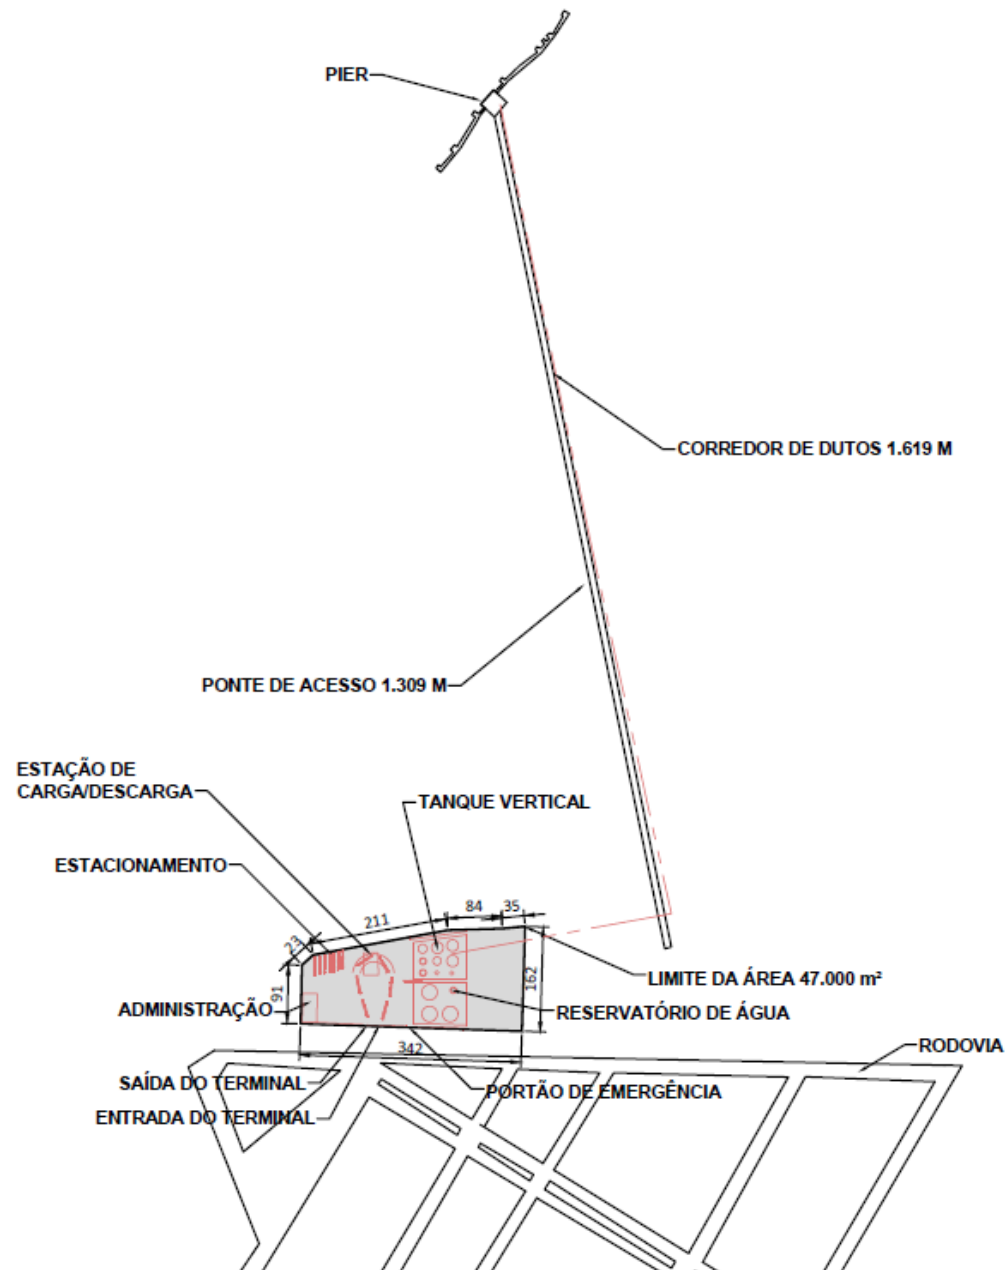 PIER
CORREDOR DE DUTOS 1.619 M
PONTE DE ACESSO 1.309 M
ESTAÇÃO DE
CARGA/DESCARGA
TANQUE VERTICAL
ESTACIONAMENTO
211
84
35
23
91
162
LIMITE DA ÁREA 47.000 m²
ADMINISTRAÇÃO
RESERVATÓRIO DE ÁGUA
342
RODOVIA
SAÍDA DO TERMINAL
PORTÃO DE EMERGÊNCIA
ENTRADA DO TERMINAL